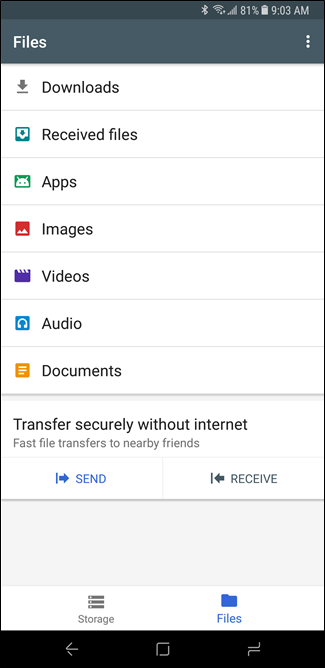 81% 9:03 AM
Files
Downloads
Received files
Apps
Images
Videos
Audio
Documents
Transfer securely without internet
Fast file transfers to nearby friends
SEND RECEIVE
Storage Files